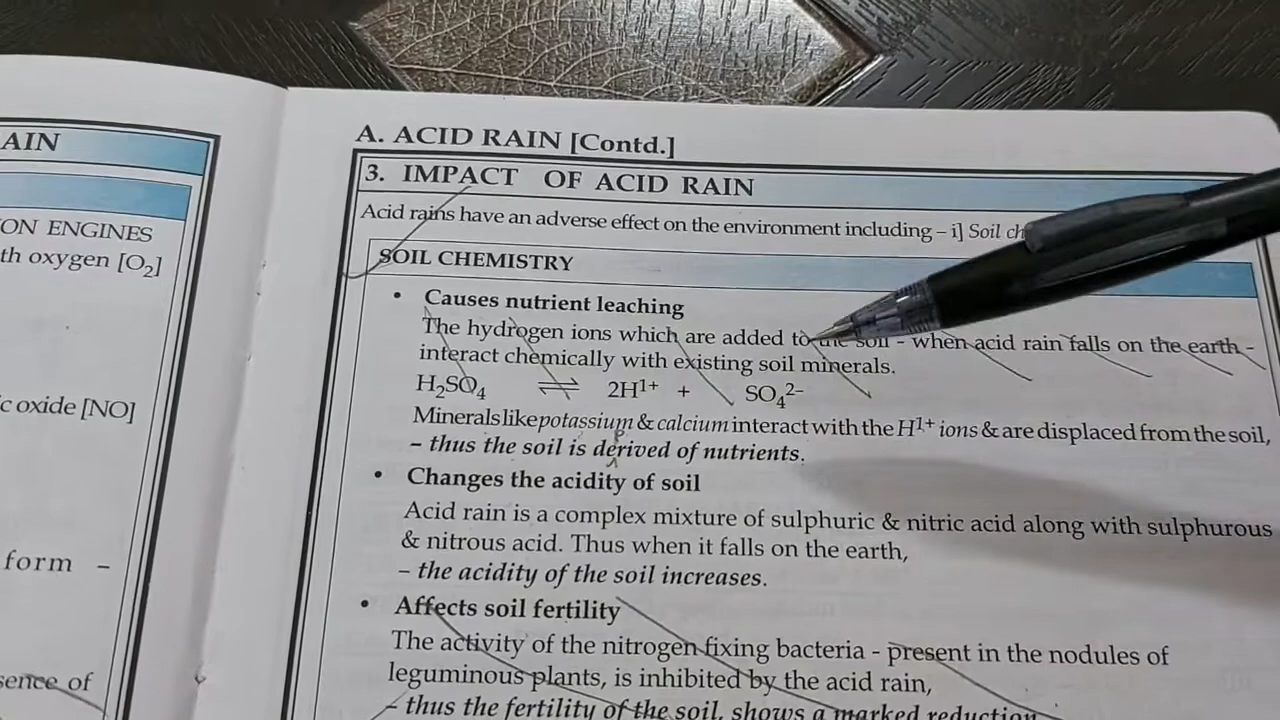 AIN
ON ENGINES
th oxygen [O₂]
c oxide [NO]
form –
sence of
A. ACID RAIN [Contd.]
3. IMPACT OF ACID RAIN
Acid rains have an adverse effect on the environment including – i] Soil ch
SOIL CHEMISTRY
• Causes nutrient leaching
The hydrogen ions which are added to the soil - when acid rain falls on the earth -
interact chemically with existing soil minerals.
H₂SO₄ ⇌ 2H¹⁺ + SO₄²⁻
Minerals like potassium & calcium interact with the H¹⁺ ions & are displaced from the soil,
– thus the soil is derived of nutrients.
• Changes the acidity of soil
Acid rain is a complex mixture of sulphuric & nitric acid along with sulphurous
& nitrous acid. Thus when it falls on the earth,
– the acidity of the soil increases.
• Affects soil fertility
The activity of the nitrogen fixing bacteria - present in the nodules of
leguminous plants, is inhibited by the acid rain,
– thus the fertility of the soil, shows a marked reduction